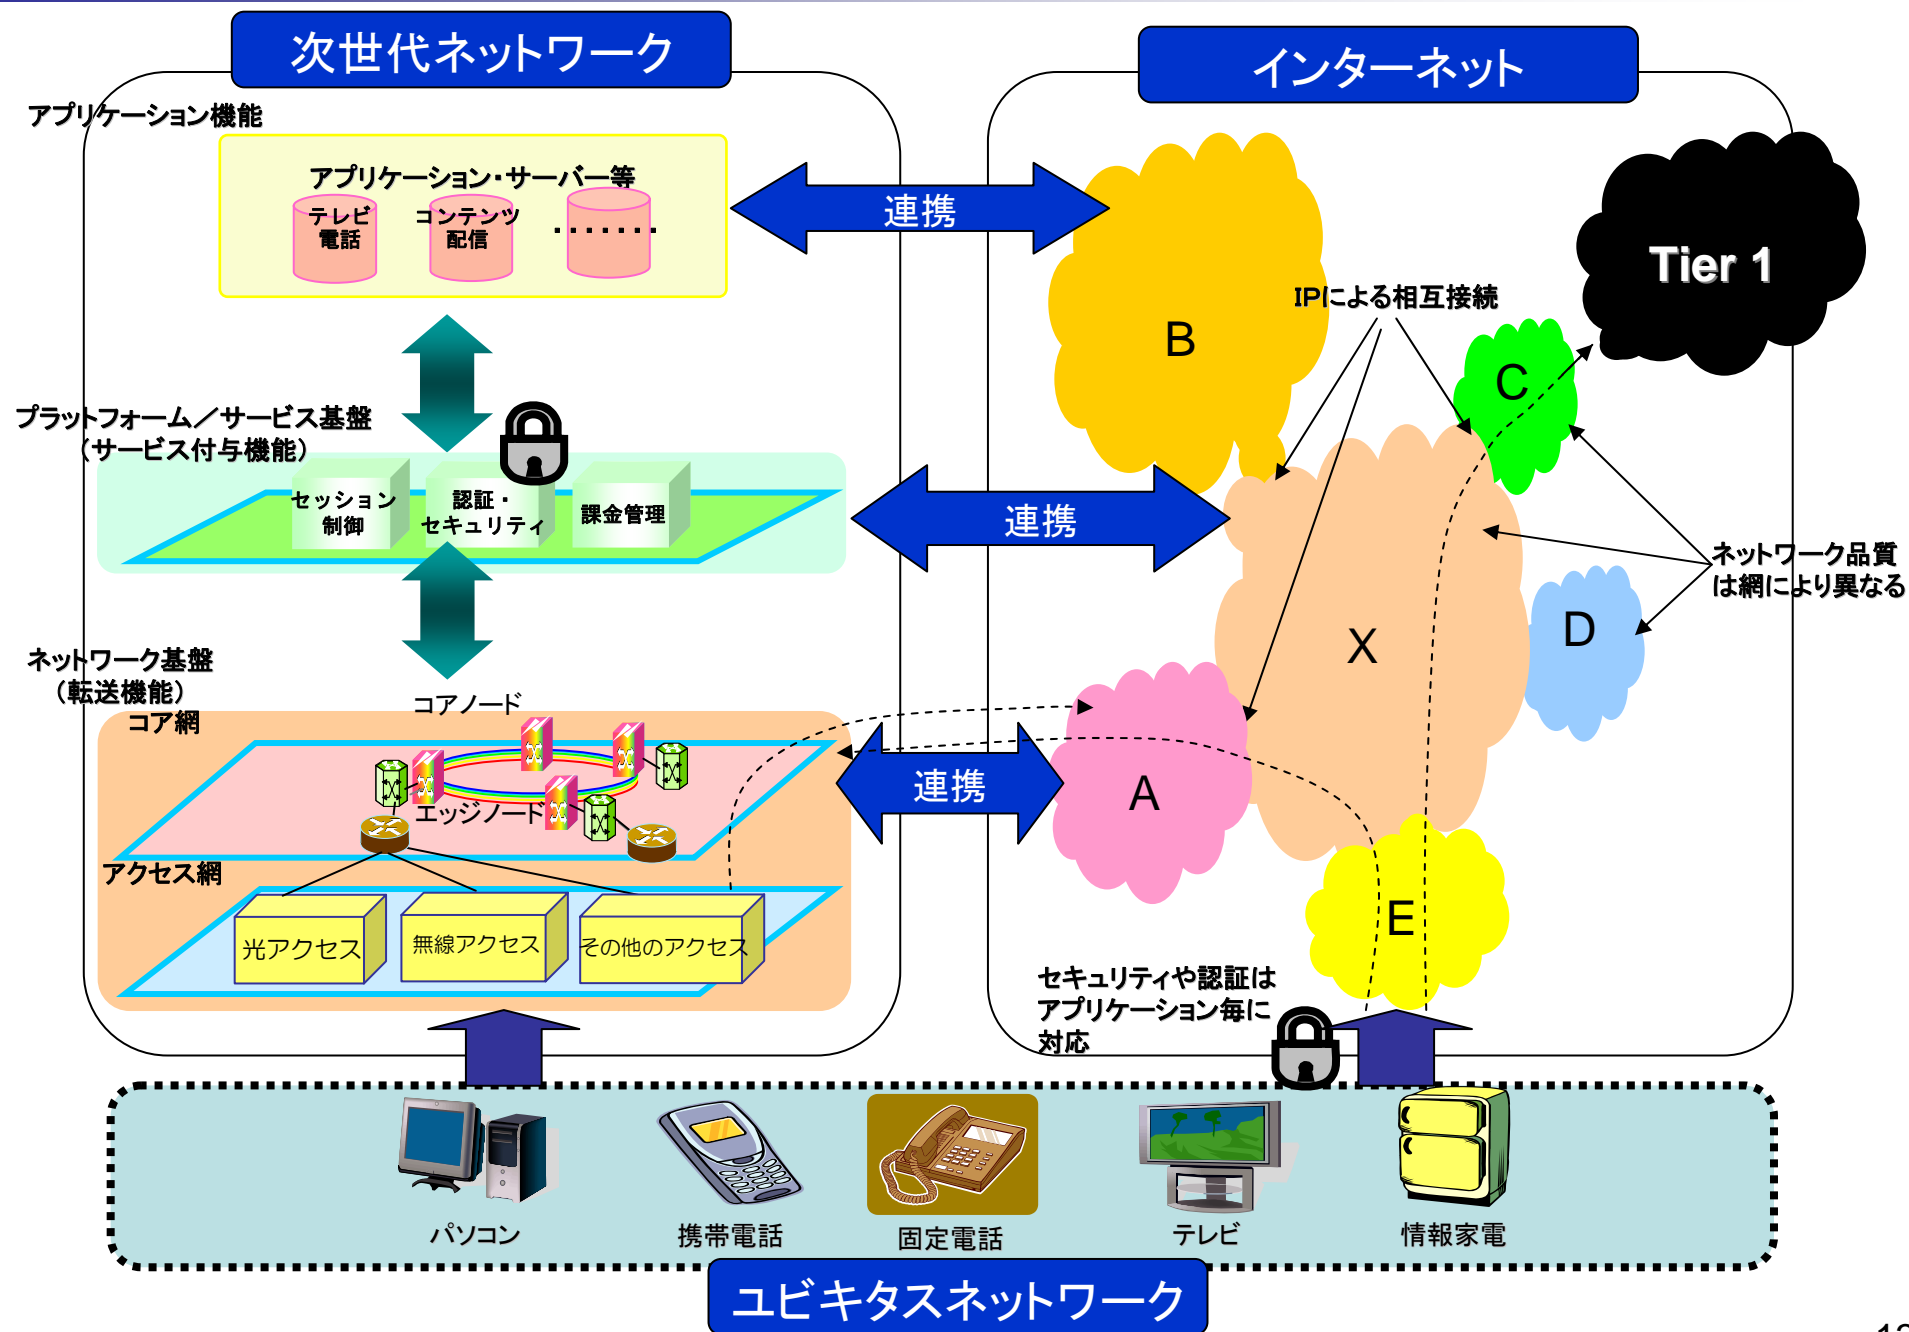 次世代ネットワーク
インターネット
アプリケーション機能
アプリケーション・サーバー等
テレビ
電話
コンテンツ
配信
・・・・・・・
連携
Tier 1
IPによる相互接続
B
C
プラットフォーム／サービス基盤
（サービス付与機能）
セッション
制御
認証・
セキュリティ
課金管理
連携
ネットワーク品質
は網により異なる
X
D
ネットワーク基盤
（転送機能）
コア網
コアノード
エッジノード
連携
A
アクセス網
光アクセス
無線アクセス
その他のアクセス
E
セキュリティや認証は
アプリケーション毎に
対応
パソコン
携帯電話
固定電話
テレビ
情報家電
ユビキタスネットワーク